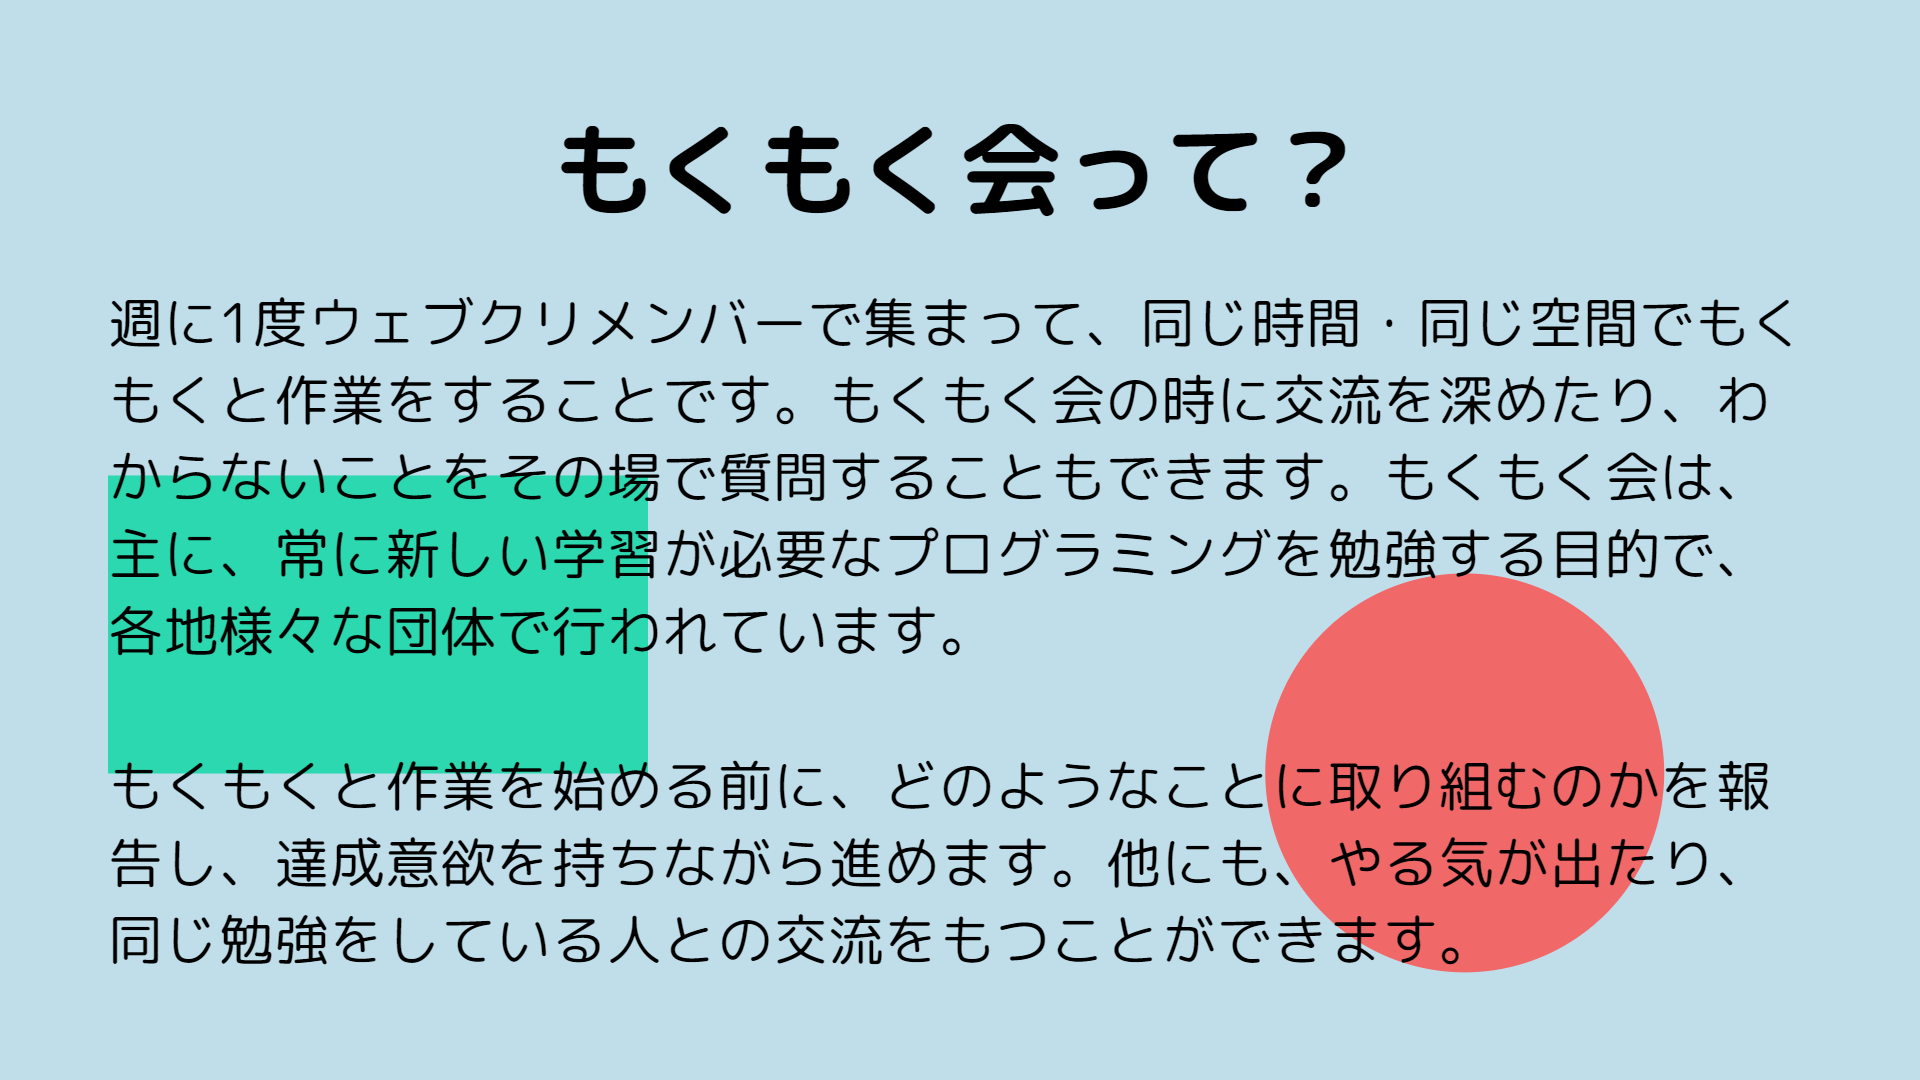 もくもく会って？
週に1度ウェブクリメンバーで集まって、同じ時間・同じ空間でもく
もくと作業をすることです。もくもく会の時に交流を深めたり、わ
からないことをその場で質問することもできます。もくもく会は、
主に、常に新しい学習が必要なプログラミングを勉強する目的で、
各地様々な団体で行われています。
もくもくと作業を始める前に、どのようなことに取り組むのかを報
告し、達成意欲を持ちながら進めます。他にも、やる気が出たり、
同じ勉強をしている人との交流をもつことができます。